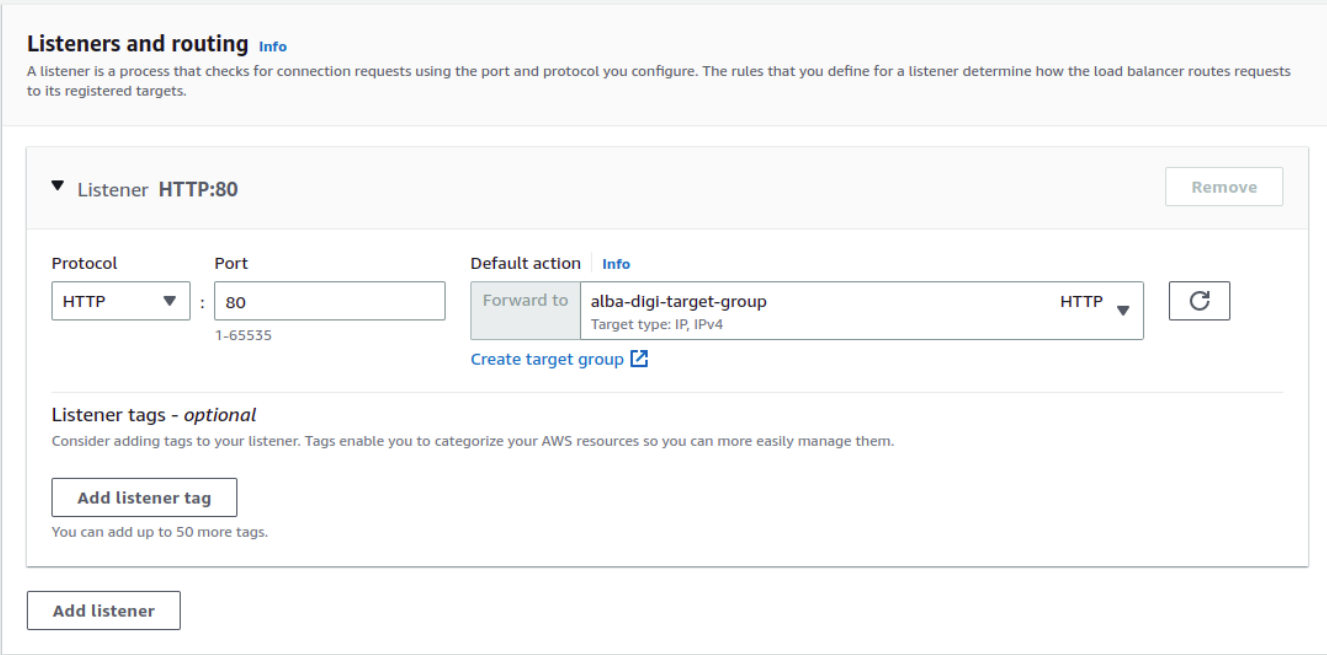 Listeners and routing Info
A listener is a process that checks for connection requests using the port and protocol you configure. The rules that you define for a listener determine how the load balancer routes requests
to its registered targets.
Listener HTTP:80
Remove
Protocol Port Default action Info
HTTP : 80 Forward to alba-digi-target-group HTTP
Target type: IP, IPv4
1-65535
Create target group
Listener tags - optional
Consider adding tags to your listener. Tags enable you to categorize your AWS resources so you can more easily manage them.
Add listener tag
You can add up to 50 more tags.
Add listener